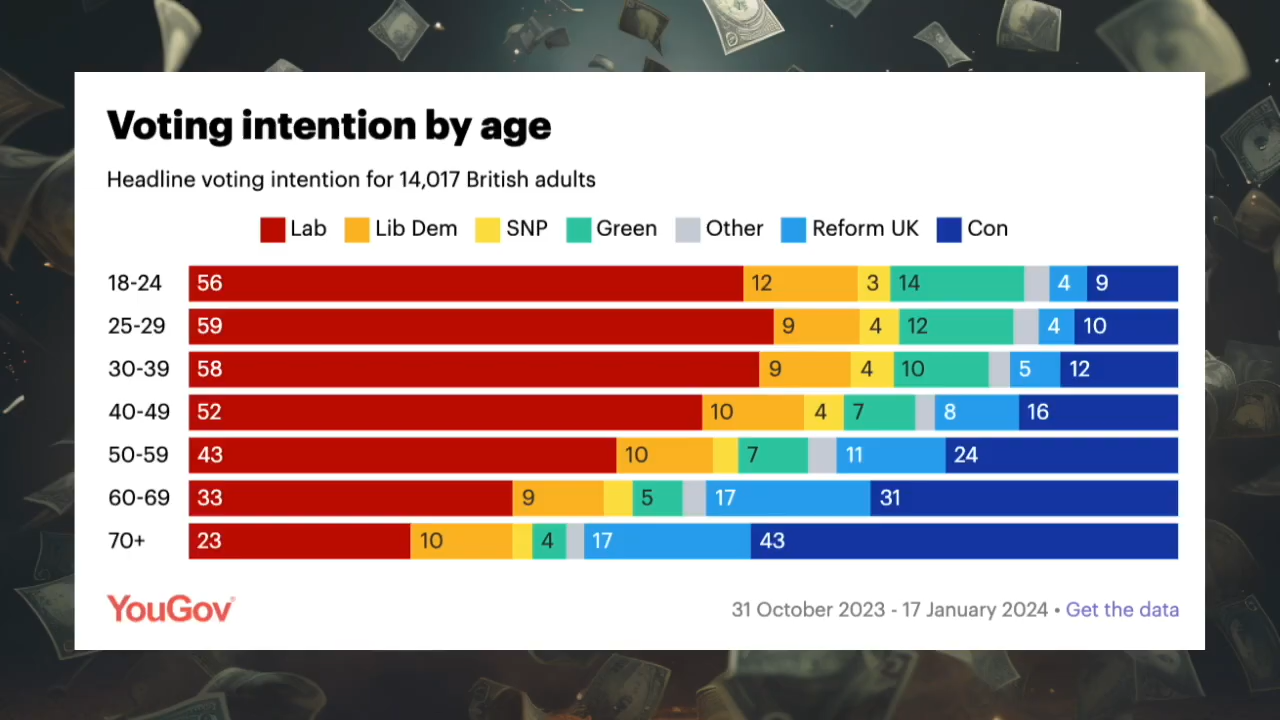 Voting intention by age
Headline voting intention for 14,017 British adults
Lab Lib Dem SNP Green Other Reform UK Con
18-24 56 12 3 14 4 9
25-29 59 9 4 12 4 10
30-39 58 9 4 10 5 12
40-49 52 10 4 7 8 16
50-59 43 10 7 11 24
60-69 33 9 5 17 31
70+ 23 10 4 17 43
YouGov® 31 October 2023 - 17 January 2024 • Get the data